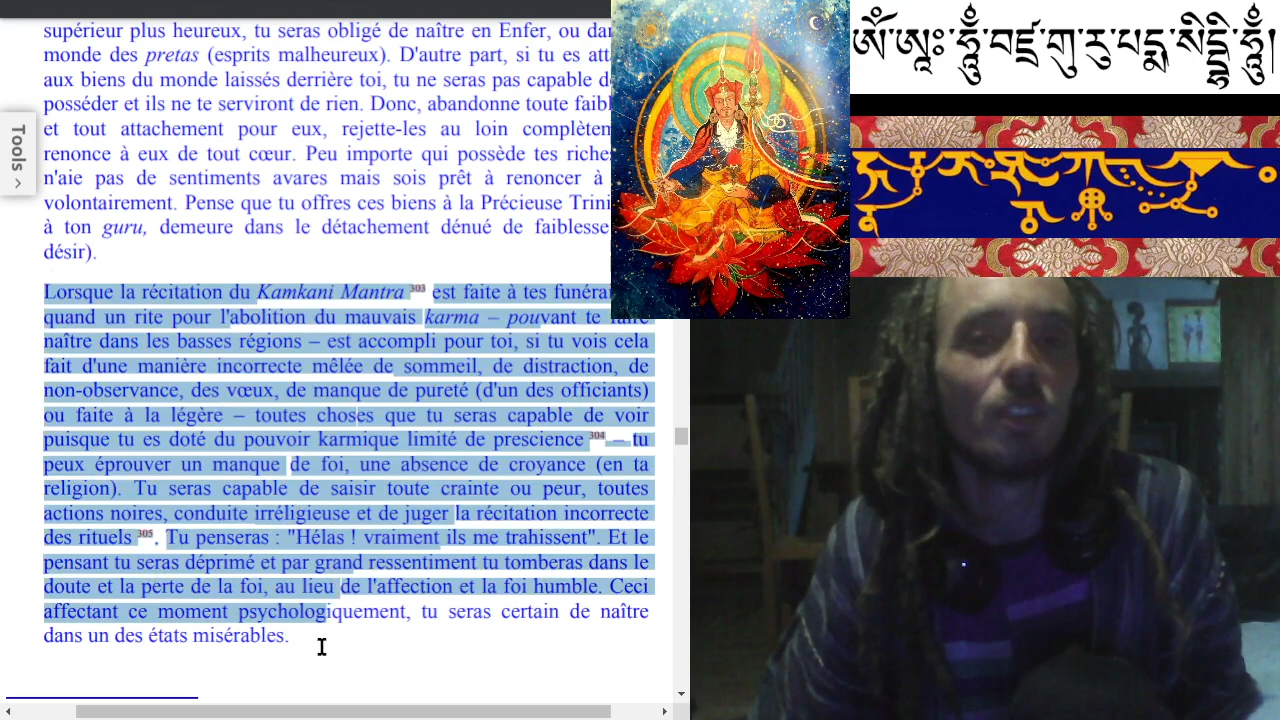 supérieur plus heureux, tu seras obligé de naître en Enfer, ou
monde des pretas (esprits malheureux). D'autre part, si tu es
aux biens du monde laissés derrière toi, tu ne seras pas capable
posséder et ils ne te serviront de rien. Donc, abandonne toute
et tout attachement pour eux, rejette-les au loin
renonce à eux de tout cœur. Peu importe qui possède tes
n'aie pas de sentiments avares mais sois prêt à renoncer à
volontairement. Pense que tu offres ces biens à la Précieuse
à ton guru, demeure dans le détachement dénué de faiblesse
désir).
Lorsque la récitation du Kamkani Mantra 303 est faite à tes
quand un rite pour l'abolition du mauvais karma – pouvant te faire
naître dans les basses régions – est accompli pour toi, si tu vois cela
fait d'une manière incorrecte mêlée de sommeil, de distraction, de
non-observance, des vœux, de manque de pureté (d'un des officiants)
ou faite à la légère – toutes choses que tu seras capable de voir
puisque tu es doté du pouvoir karmique limité de prescience 304 – tu
peux éprouver un manque de foi, une absence de croyance (en ta
religion). Tu seras capable de saisir toute crainte ou peur, toutes
actions noires, conduite irréligieuse et de juger la récitation incorrecte
des rituels 305. Tu penseras : "Hélas ! vraiment ils me trahissent". Et le
pensant tu seras déprimé et par grand ressentiment tu tomberas dans le
doute et la perte de la foi, au lieu de l'affection et la foi humble. Ceci
affectant ce moment psychologiquement, tu seras certain de naître
dans un des états misérables.
Tools
ༀ་ཨཱཿ་ཧཱུྃ་བཛྲ་གུ་རུ་པདྨ་སིདྡྷི་ཧཱུྃ།